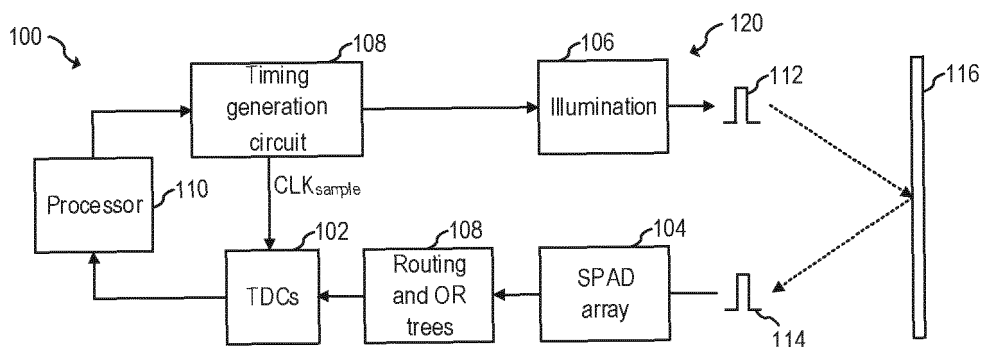 100
108
Timing
generation
circuit
106
Illumination
120
112
116
Processor
110
CLKsample
102
TDCs
108
Routing
and OR
trees
104
SPAD
array
114